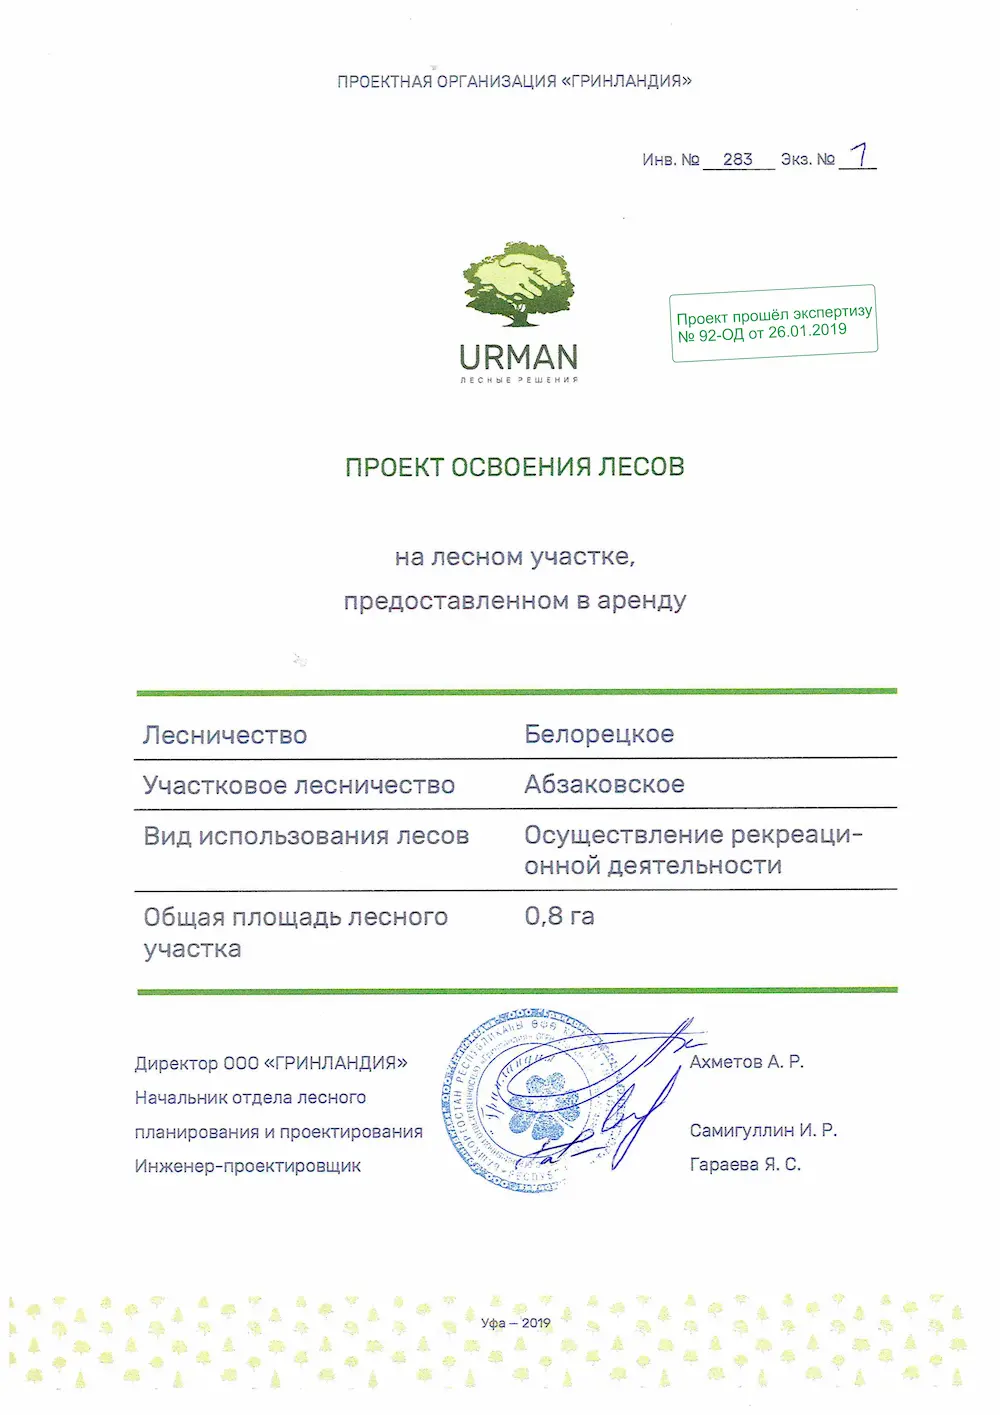 ПРОЕКТНАЯ ОРГАНИЗАЦИЯ «ГРИНЛАНДИЯ»
Инв. № 283 Экз. № 1
URMAN
ЛЕСНЫЕ РЕШЕНИЯ
Проект прошёл экспертизу
№ 92-ОД от 26.01.2019
ПРОЕКТ ОСВОЕНИЯ ЛЕСОВ
на лесном участке,
предоставленном в аренду
Лесничество Белорецкое
Участковое лесничество Абзаковское
Вид использования лесов Осуществление рекреаци-
онной деятельности
Общая площадь лесного 0,8 га
участка
Директор ООО «ГРИНЛАНДИЯ» Ахметов А. Р.
Начальник отдела лесного
планирования и проектирования Самигуллин И. Р.
Инженер-проектировщик Гараева Я. С.
Гринландия
Уфа – 2019